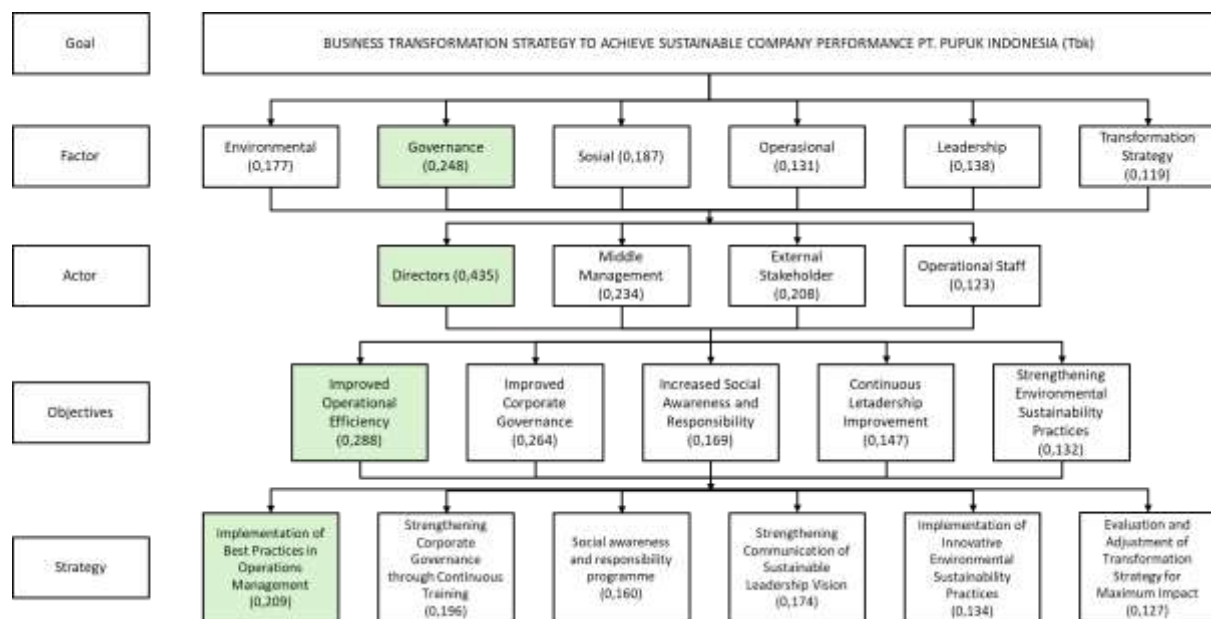 Goal
BUSINESS TRANSFORMATION STRATEGY TO ACHIEVE SUSTAINABLE COMPANY PERFORMANCE PT. PUPUK INDONESIA (Tbk)
Factor
Environmental
(0,177)
Governance
(0,248)
Sosial (0,187)
Operasional
(0,131)
Leadership
(0,138)
Transformation
Strategy
(0,119)
Actor
Directors (0,435)
Middle
Management
(0,234)
External
Stakeholder
(0,208)
Operational Staff
(0,123)
Objectives
Improved
Operational
Efficiency
(0,288)
Improved
Corporate
Governance
(0,264)
Increased Social
Awareness and
Responsibility
(0,169)
Continuous
Letadership
Improvement
(0,147)
Strengthening
Environmental
Sustainability
Practices
(0,132)
Strategy
Implementation of
Best Practices in
Operations
Management
(0,209)
Strengthening
Corporate
Governance
through Continuous
Training
(0,196)
Social awareness
and responsibility
programme
(0,160)
Strengthening
Communication of
Sustainable
Leadership Vision
(0,174)
Implementation of
Innovative
Environmental
Sustainability
Practices
(0,134)
Evaluation and
Adjustment of
Transformation
Strategy for
Maximum Impact
(0,127)